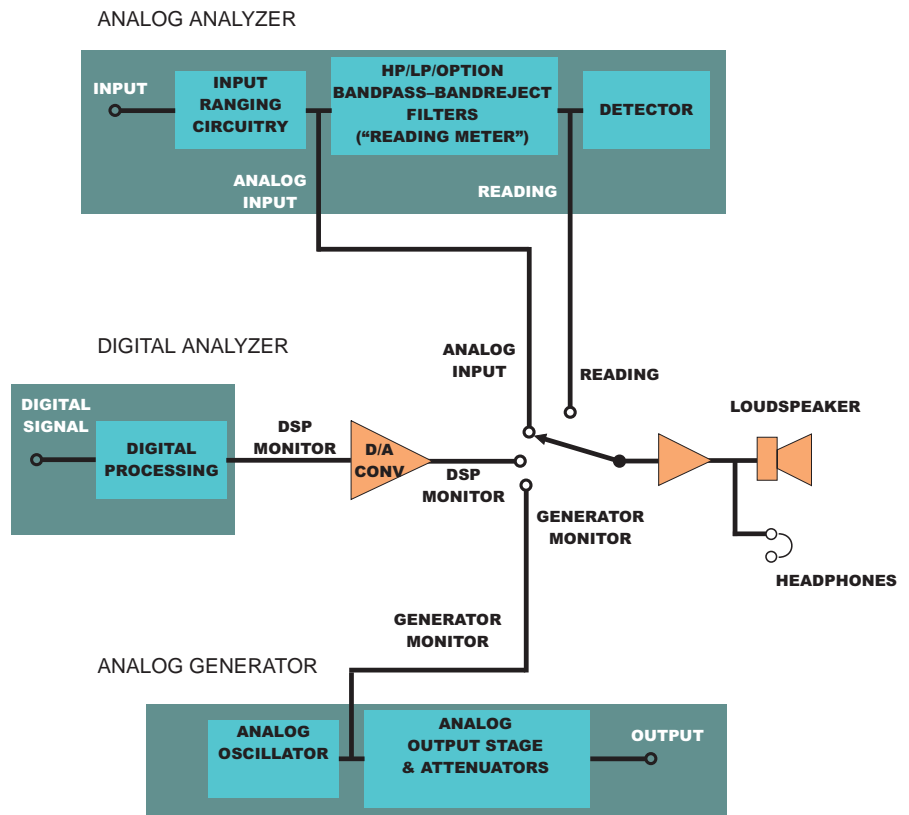 ANALOG ANALYZER
INPUT
INPUT
RANGING
CIRCUITRY
HP/LP/OPTION
BANDPASS–BANDREJECT
FILTERS
(“READING METER”)
DETECTOR
ANALOG
INPUT
READING
DIGITAL ANALYZER
ANALOG
INPUT
READING
DIGITAL
SIGNAL
DIGITAL
PROCESSING
DSP
MONITOR
D/A
CONV
DSP
MONITOR
LOUDSPEAKER
GENERATOR
MONITOR
HEADPHONES
GENERATOR
MONITOR
ANALOG GENERATOR
ANALOG
OSCILLATOR
ANALOG
OUTPUT STAGE
& ATTENUATORS
OUTPUT